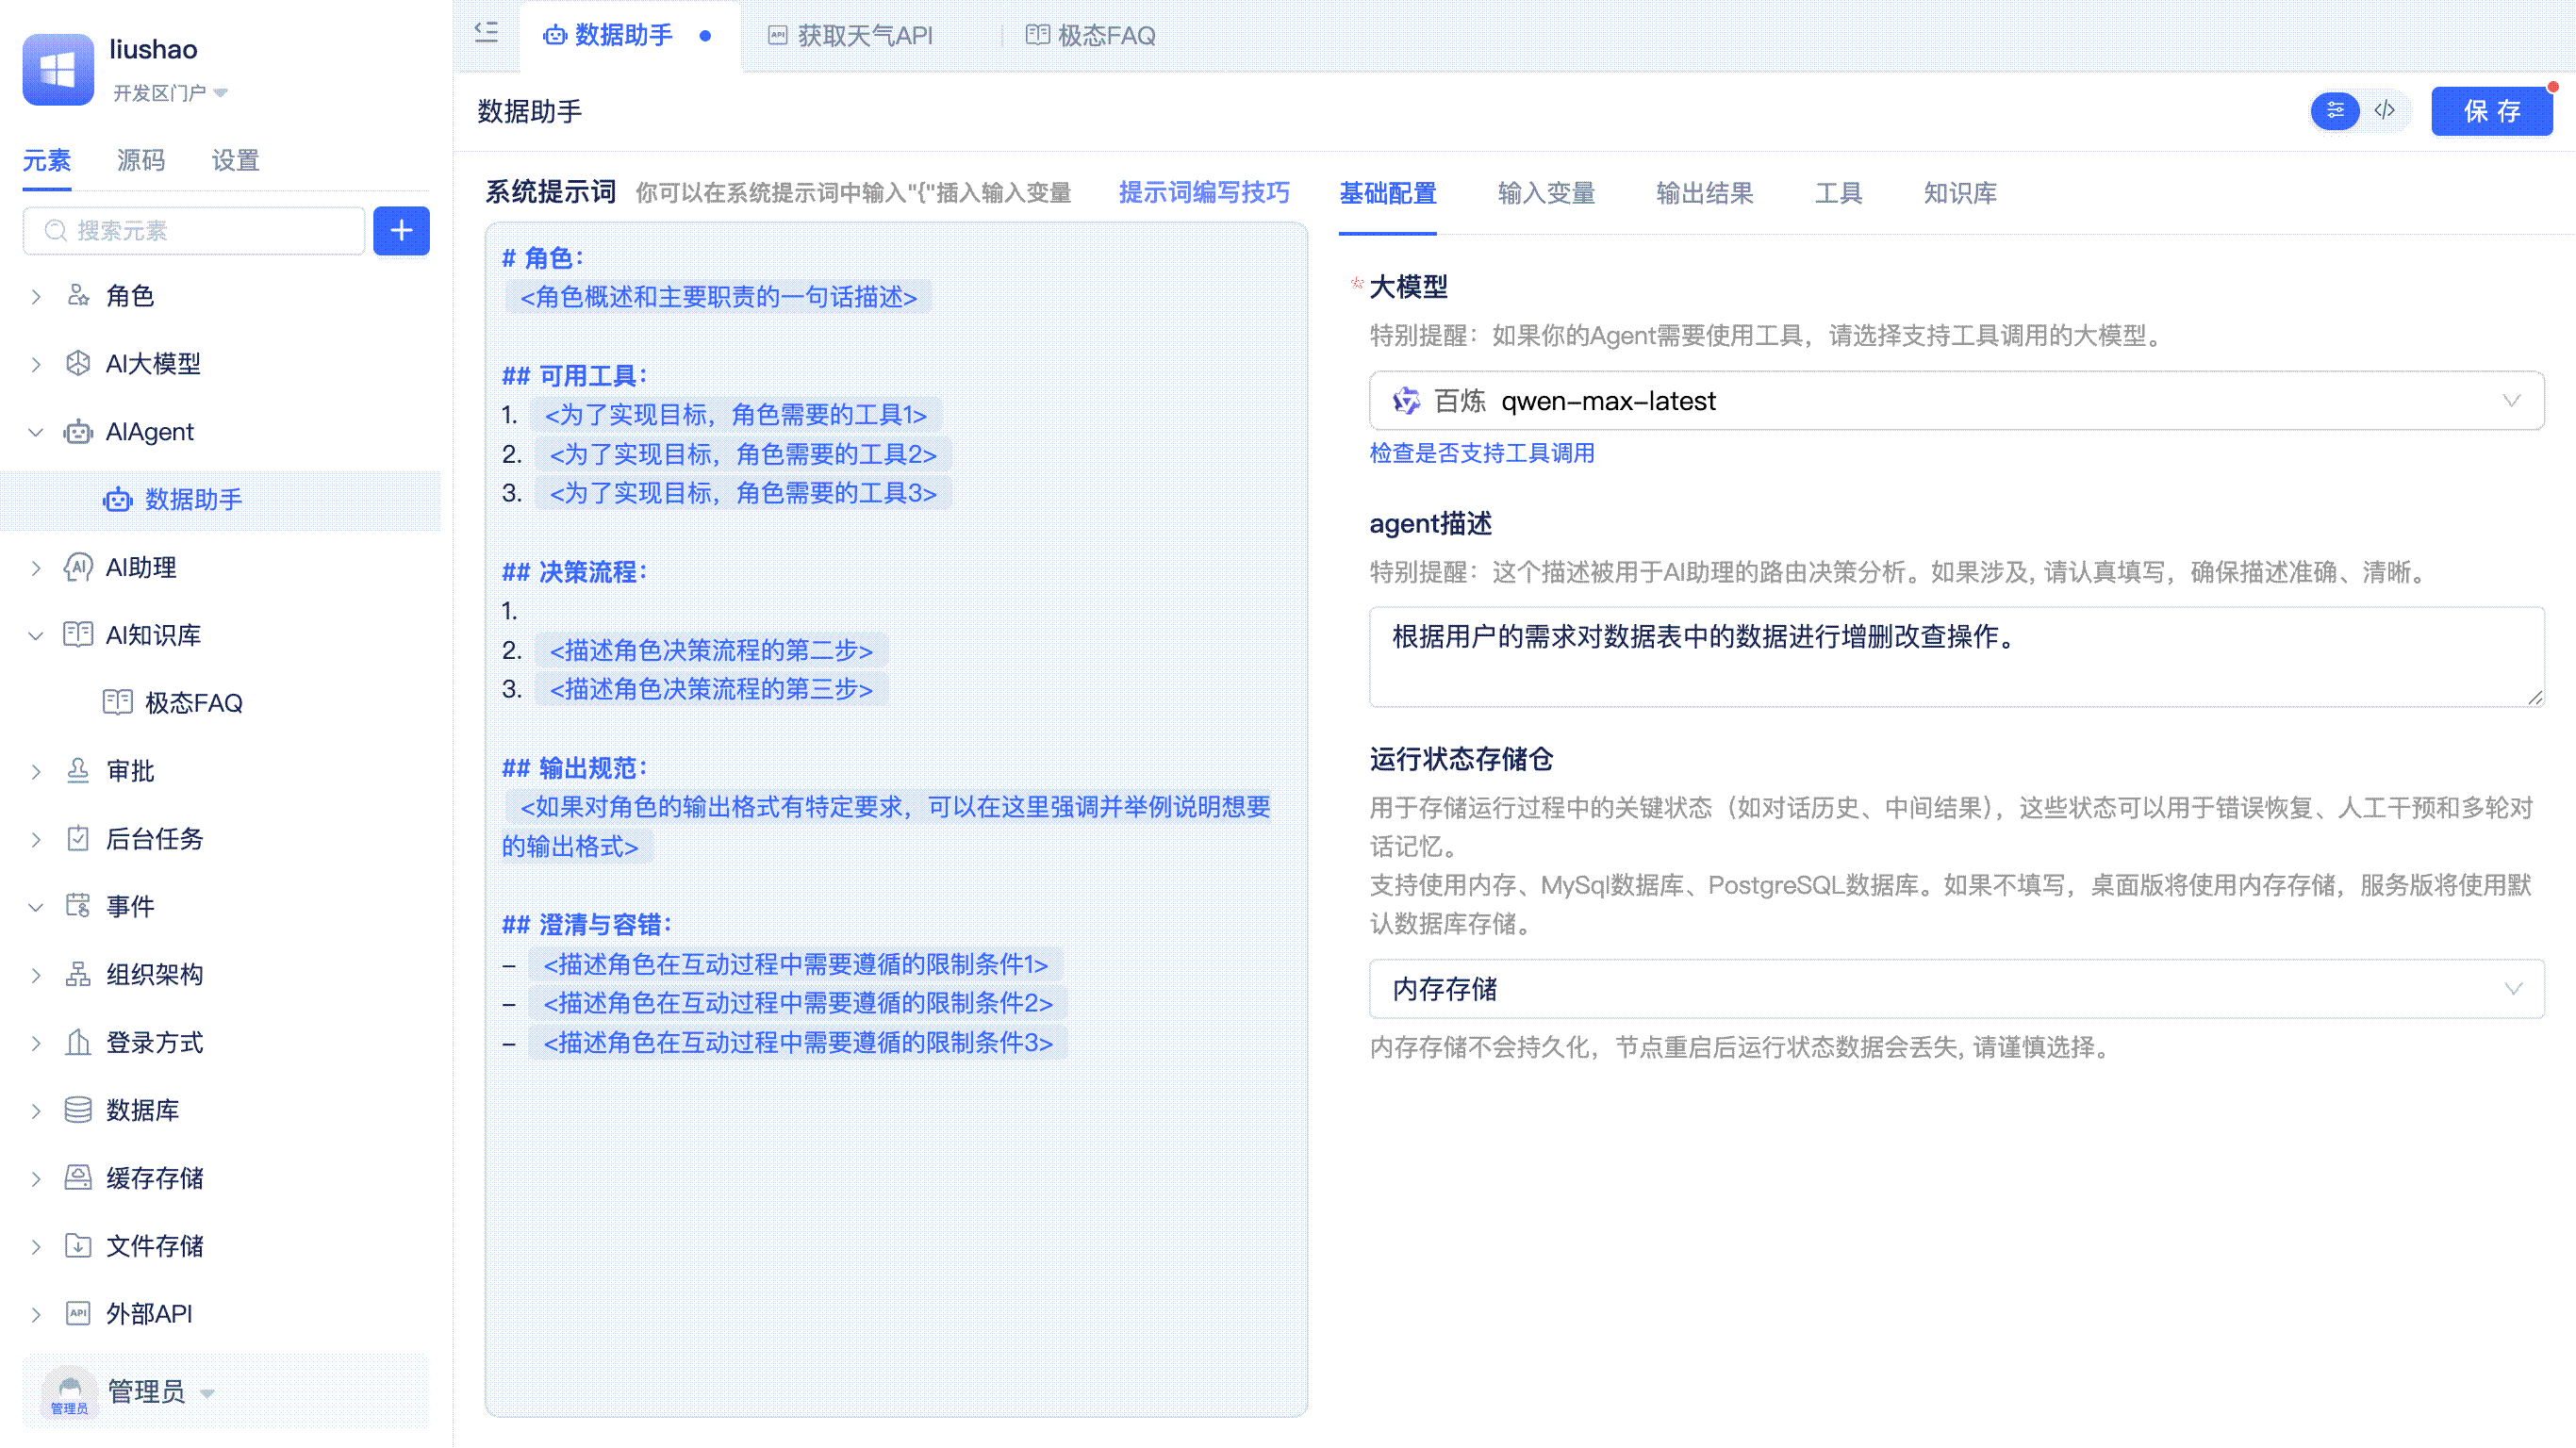 liushao
开发区门户
元素
源码
设置
搜索元素
角色
AI大模型
AIAgent
数据助手
AI助理
AI知识库
极态FAQ
审批
后台任务
事件
组织架构
登录方式
数据库
缓存存储
文件存储
API
外部API
管理员
管理员
数据助手
API
获取天气API
极态FAQ
数据助手
保 存
系统提示词
你可以在系统提示词中输入"{"插入输入变量
提示词编写技巧
# 角色：
<角色概述和主要职责的一句话描述>
## 可用工具：
1. <为了实现目标，角色需要的工具1>
2. <为了实现目标，角色需要的工具2>
3. <为了实现目标，角色需要的工具3>
## 决策流程：
1.
2. <描述角色决策流程的第二步>
3. <描述角色决策流程的第三步>
## 输出规范：
<如果对角色的输出格式有特定要求，可以在这里强调并举例说明想要
的输出格式>
## 澄清与容错：
– <描述角色在互动过程中需要遵循的限制条件1>
– <描述角色在互动过程中需要遵循的限制条件2>
– <描述角色在互动过程中需要遵循的限制条件3>
基础配置
输入变量
输出结果
工具
知识库
* 大模型
特别提醒：如果你的Agent需要使用工具，请选择支持工具调用的大模型。
百炼 qwen-max-latest
检查是否支持工具调用
agent描述
特别提醒：这个描述被用于AI助理的路由决策分析。如果涉及, 请认真填写，确保描述准确、清晰。
根据用户的需求对数据表中的数据进行增删改查操作。
运行状态存储仓
用于存储运行过程中的关键状态（如对话历史、中间结果），这些状态可以用于错误恢复、人工干预和多轮对
话记忆。
支持使用内存、MySql数据库、PostgreSQL数据库。如果不填写，桌面版将使用内存存储，服务版将使用默
认数据库存储。
内存存储
内存存储不会持久化，节点重启后运行状态数据会丢失, 请谨慎选择。